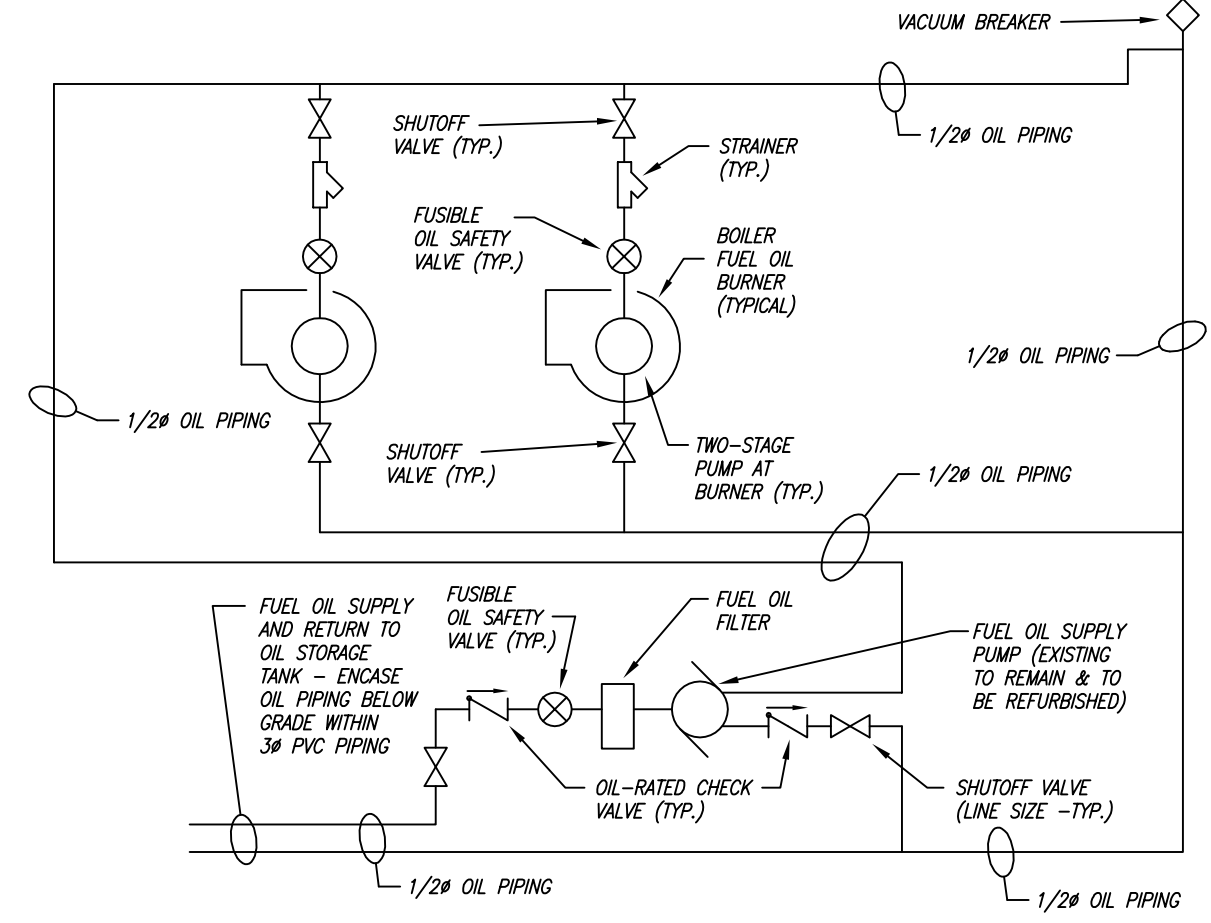 VACUUM BREAKER
SHUTOFF
VALVE (TYP.)
1/2ø OIL PIPING
STRAINER
(TYP.)
FUSIBLE
OIL SAFETY
VALVE (TYP.)
BOILER
FUEL OIL
BURNER
(TYPICAL)
1/2ø OIL PIPING
1/2ø OIL PIPING
SHUTOFF
VALVE (TYP.)
TWO-STAGE
PUMP AT
BURNER (TYP.)
1/2ø OIL PIPING
FUEL OIL SUPPLY
AND RETURN TO
OIL STORAGE
TANK - ENCASE
OIL PIPING BELOW
GRADE WITHIN
3ø PVC PIPING
FUSIBLE
OIL SAFETY
VALVE (TYP.)
FUEL OIL
FILTER
FUEL OIL SUPPLY
PUMP (EXISTING
TO REMAIN & TO
BE REFURBISHED)
OIL-RATED CHECK
VALVE (TYP.)
SHUTOFF VALVE
(LINE SIZE -TYP.)
1/2ø OIL PIPING
1/2ø OIL PIPING